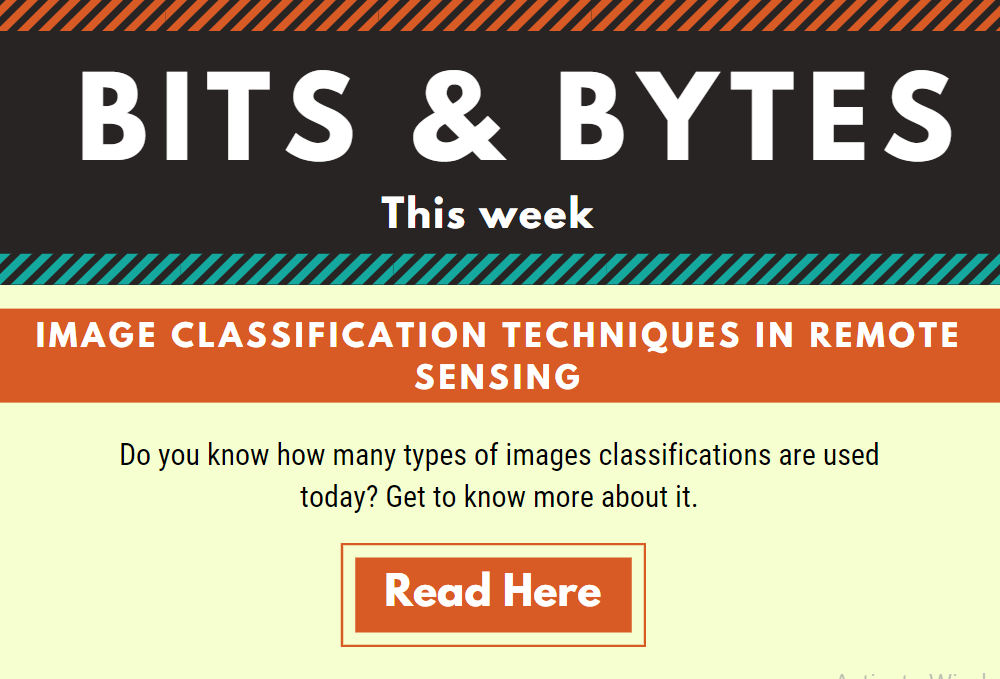 BITS & BYTES
This week
IMAGE CLASSIFICATION TECHNIQUES IN REMOTE
SENSING
Do you know how many types of images classifications are used
today? Get to know more about it.
Read Here